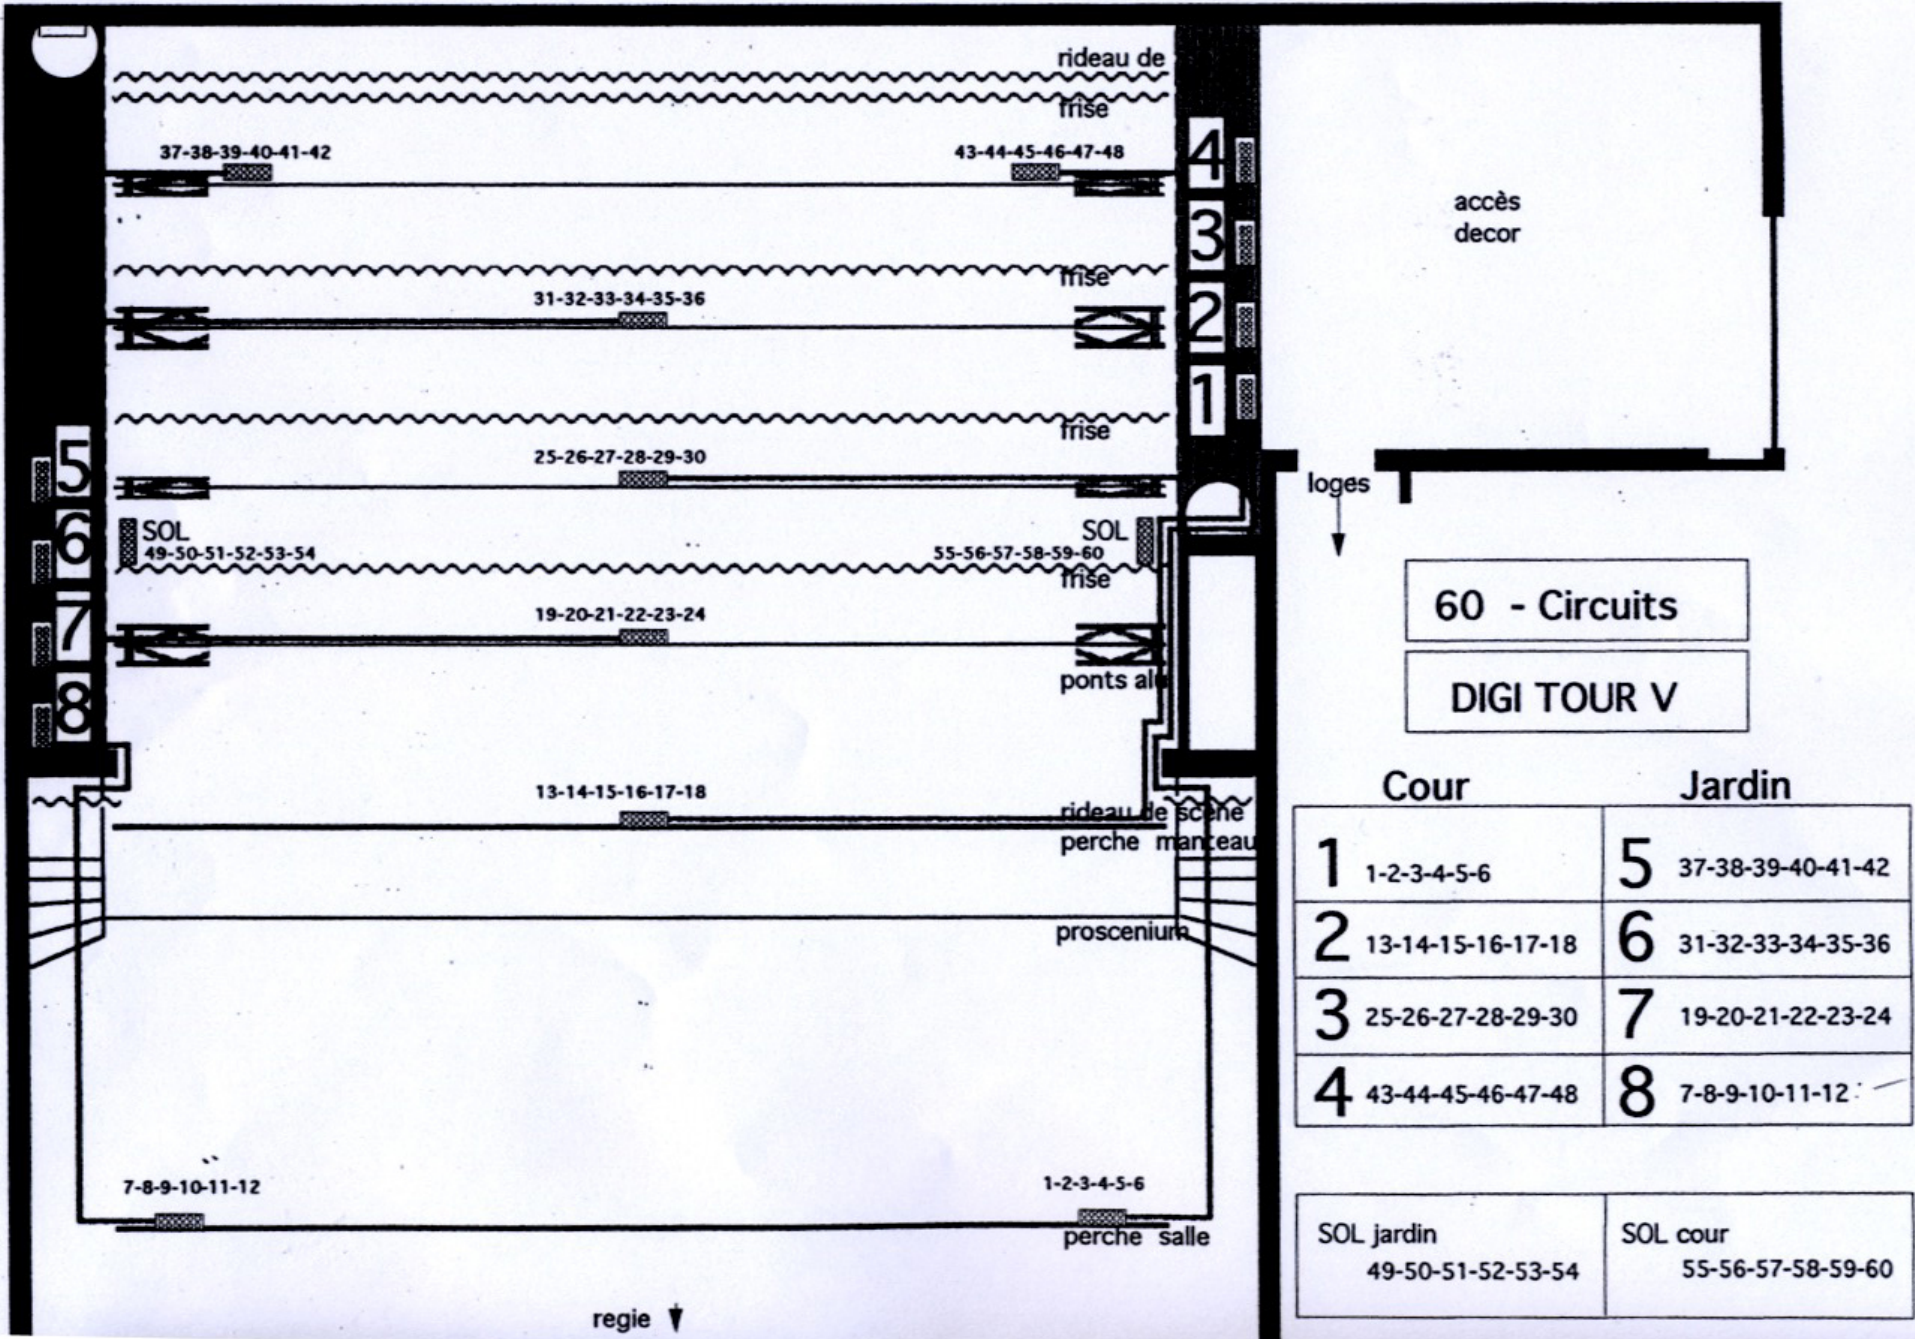 rideau de
frise
37-38-39-40-41-42
43-44-45-46-47-48
4
3
accès
decor
frise
31-32-33-34-35-36
2
1
frise
25-26-27-28-29-30
5
loges
SOL
49-50-51-52-53-54
SOL
55-56-57-58-59-60
6
frise
60 - Circuits
19-20-21-22-23-24
7
ponts alu
DIGI TOUR V
8
13-14-15-16-17-18
rideau de scene
perche manteau
proscenium
Cour
Jardin
1 1-2-3-4-5-6
5 37-38-39-40-41-42
2 13-14-15-16-17-18
6 31-32-33-34-35-36
3 25-26-27-28-29-30
7 19-20-21-22-23-24
4 43-44-45-46-47-48
8 7-8-9-10-11-12
7-8-9-10-11-12
1-2-3-4-5-6
perche salle
SOL jardin
49-50-51-52-53-54
SOL cour
55-56-57-58-59-60
regie